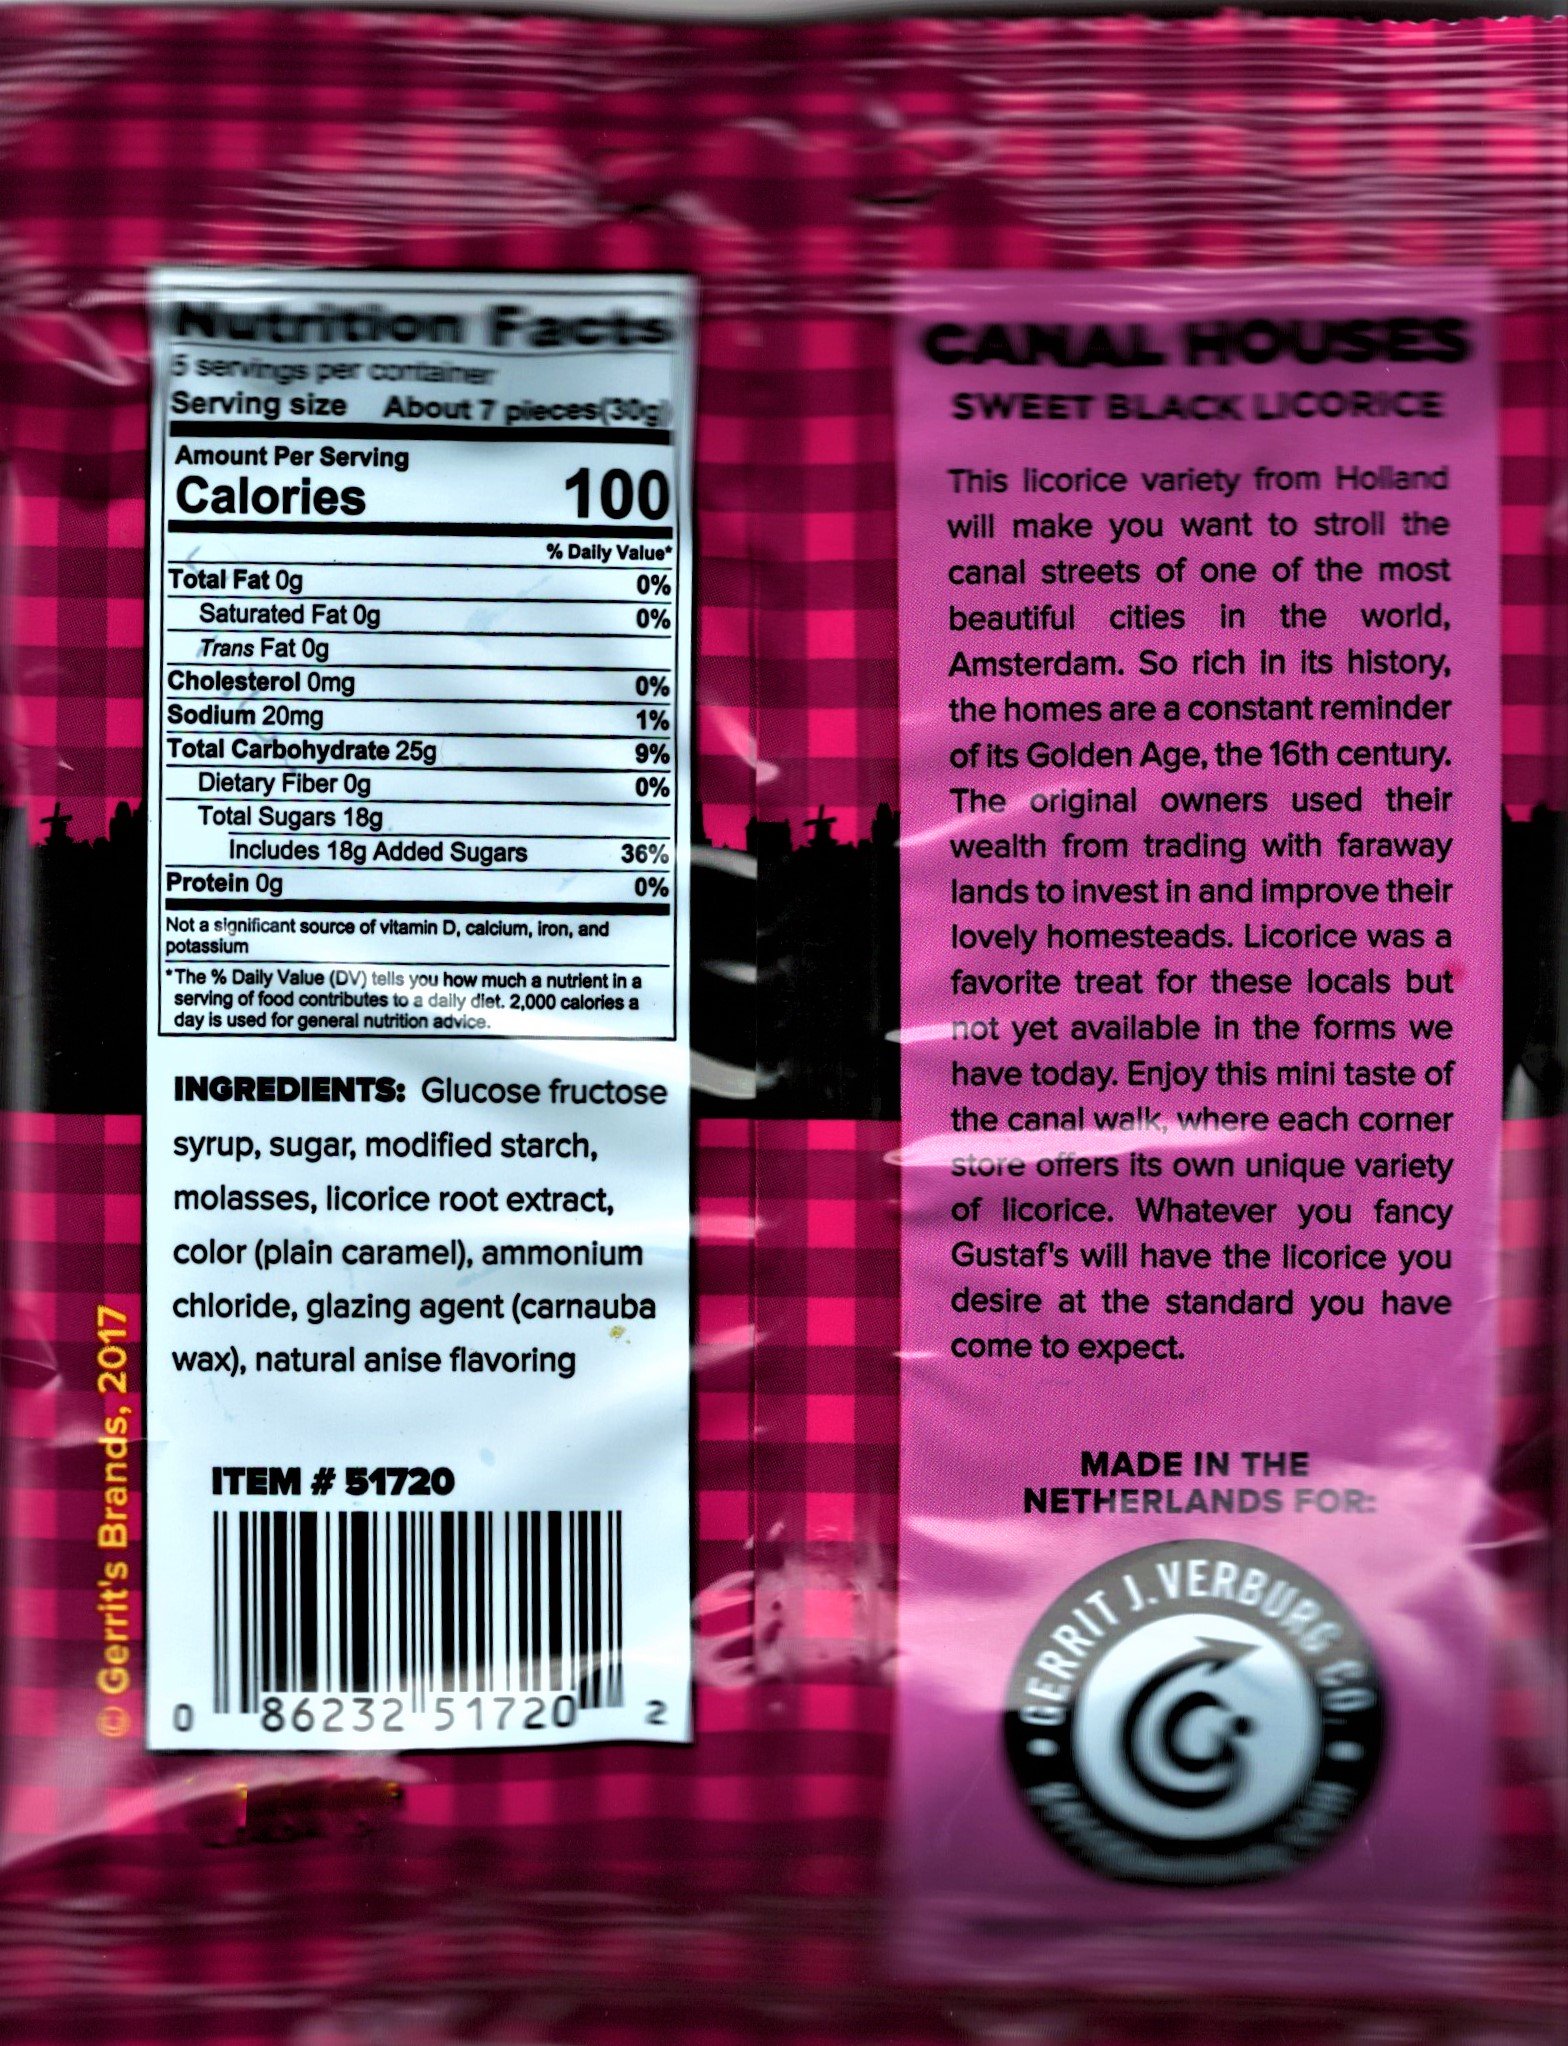 Nutrition Facts
5 servings per container
Serving size About 7 pieces(30g)
Amount Per Serving
Calories 100
% Daily Value*
Total Fat 0g 0%
Saturated Fat 0g 0%
Trans Fat 0g
Cholesterol 0mg 0%
Sodium 20mg 1%
Total Carbohydrate 25g 9%
Dietary Fiber 0g 0%
Total Sugars 18g
Includes 18g Added Sugars 36%
Protein 0g 0%
Not a significant source of vitamin D, calcium, iron, and
potassium
*The % Daily Value (DV) tells you how much a nutrient in a
serving of food contributes to a daily diet. 2,000 calories a
day is used for general nutrition advice.
INGREDIENTS: Glucose fructose
syrup, sugar, modified starch,
molasses, licorice root extract,
color (plain caramel), ammonium
chloride, glazing agent (carnauba
wax), natural anise flavoring
ITEM # 51720
0 86232 51720 2
© Gerrit's Brands, 2017
CANAL HOUSES
SWEET BLACK LICORICE
This licorice variety from Holland
will make you want to stroll the
canal streets of one of the most
beautiful cities in the world,
Amsterdam. So rich in its history,
the homes are a constant reminder
of its Golden Age, the 16th century.
The original owners used their
wealth from trading with faraway
lands to invest in and improve their
lovely homesteads. Licorice was a
favorite treat for these locals but
not yet available in the forms we
have today. Enjoy this mini taste of
the canal walk, where each corner
store offers its own unique variety
of licorice. Whatever you fancy
Gustaf's will have the licorice you
desire at the standard you have
come to expect.
MADE IN THE
NETHERLANDS FOR:
GERRIT J. VERBURG CO.